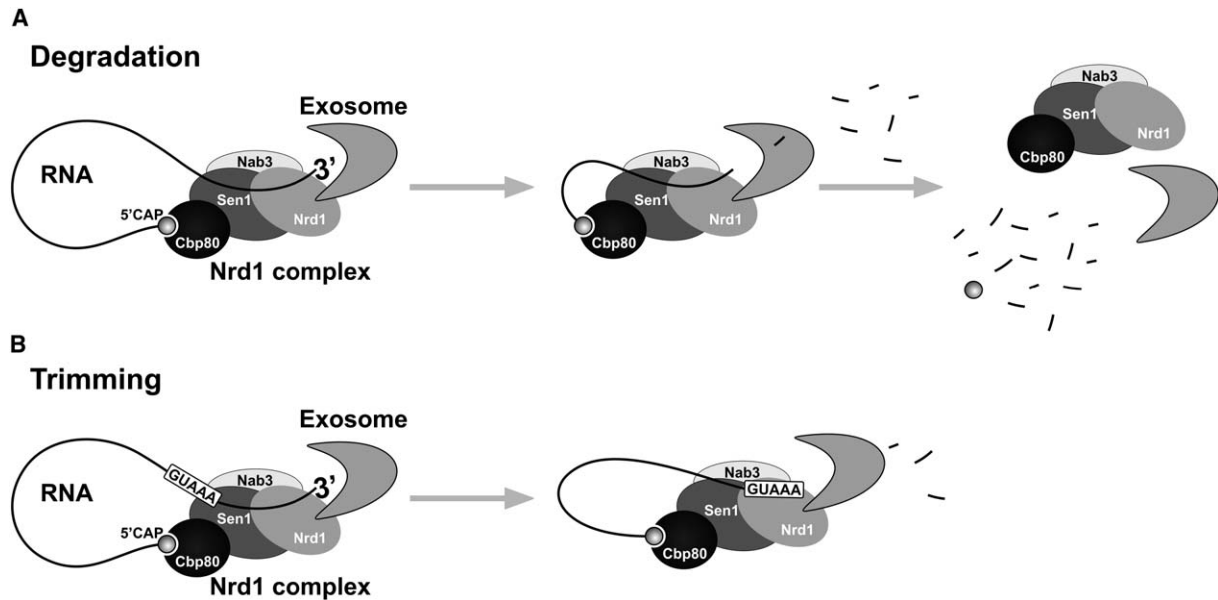 A
Degradation
Exosome
RNA
Nab3
3’
Sen1
Nrd1
5’CAP
Cbp80
Nrd1 complex
Nab3
Sen1
Nrd1
Cbp80
Nab3
Sen1
Nrd1
Cbp80
B
Trimming
Exosome
RNA
GUAAA
Nab3
3’
Sen1
Nrd1
5’CAP
Cbp80
Nrd1 complex
Nab3
GUAAA
Sen1
Nrd1
Cbp80